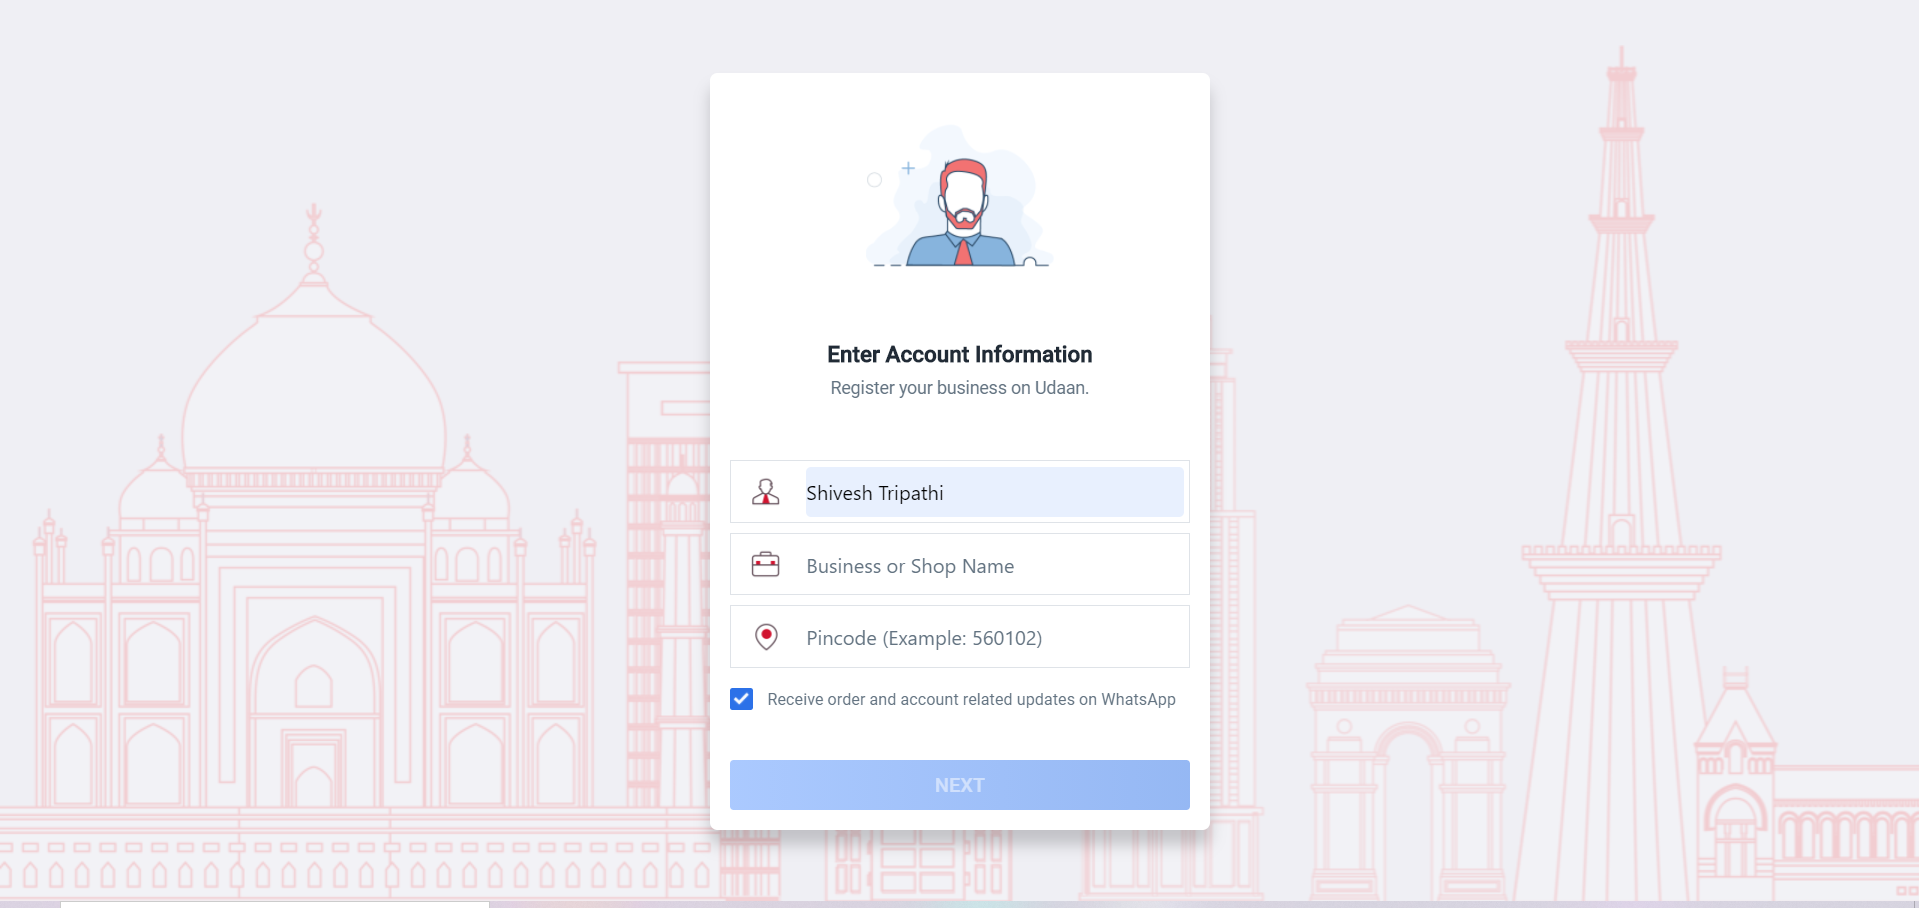 Enter Account Information
Register your business on Udaan.
Shivesh Tripathi
Business or Shop Name
Pincode (Example: 560102)
Receive order and account related updates on WhatsApp
NEXT